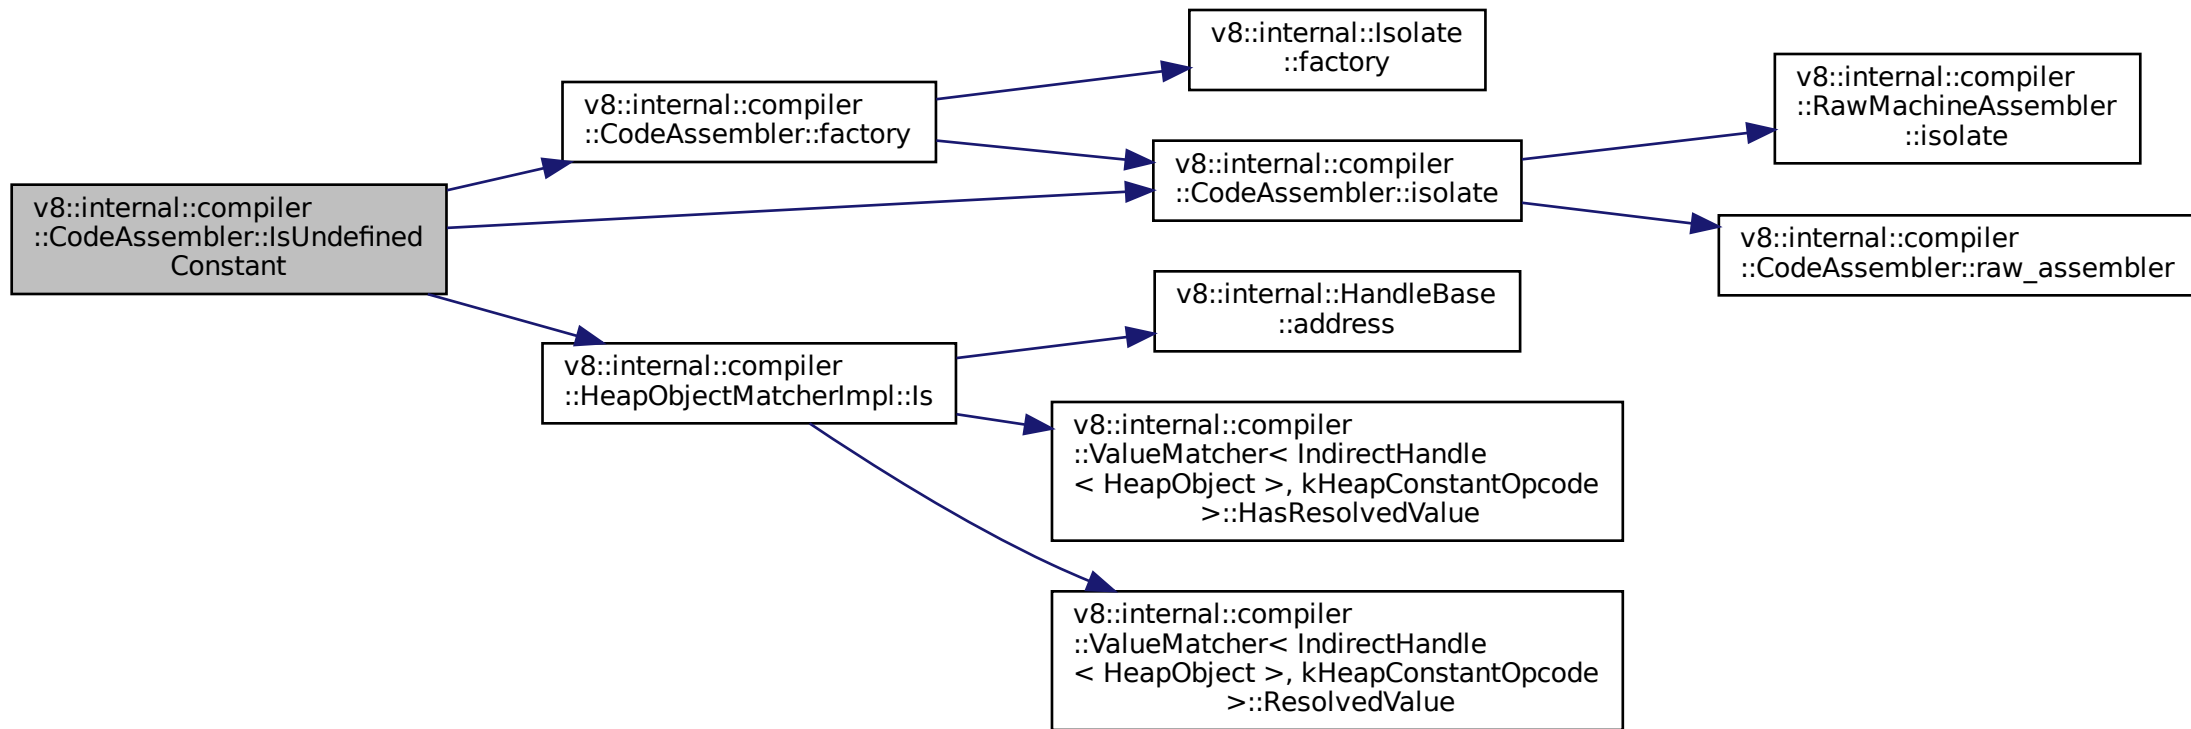 v8::internal::compiler
::CodeAssembler::IsUndefined
Constant
v8::internal::compiler
::CodeAssembler::factory
v8::internal::Isolate
::factory
v8::internal::compiler
::CodeAssembler::isolate
v8::internal::compiler
::RawMachineAssembler
::isolate
v8::internal::compiler
::CodeAssembler::raw_assembler
v8::internal::compiler
::HeapObjectMatcherImpl::Is
v8::internal::HandleBase
::address
v8::internal::compiler
::ValueMatcher< IndirectHandle
< HeapObject >, kHeapConstantOpcode
>::HasResolvedValue
v8::internal::compiler
::ValueMatcher< IndirectHandle
< HeapObject >, kHeapConstantOpcode
>::ResolvedValue